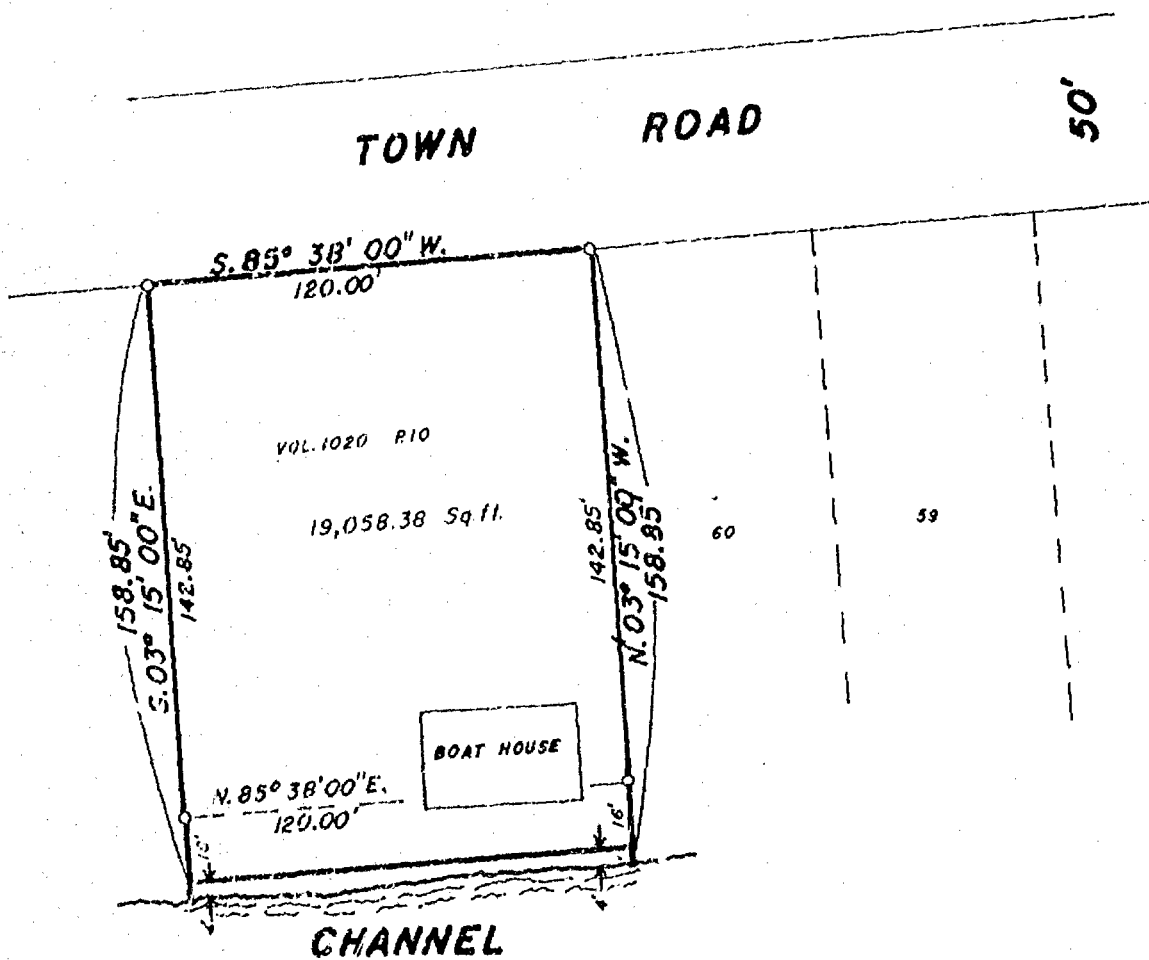 TOWN ROAD
50'
S. 85° 38' 00" W.
120.00'
VOL. 1020 P.10
19,058.38 Sq.ft.
158.85'
S. 03° 15' 00" E.
142.85'
142.85'
N. 03° 15' 00" W.
158.85'
60
59
BOAT HOUSE
N. 85° 38' 00" E.
120.00'
16'
4'
CHANNEL